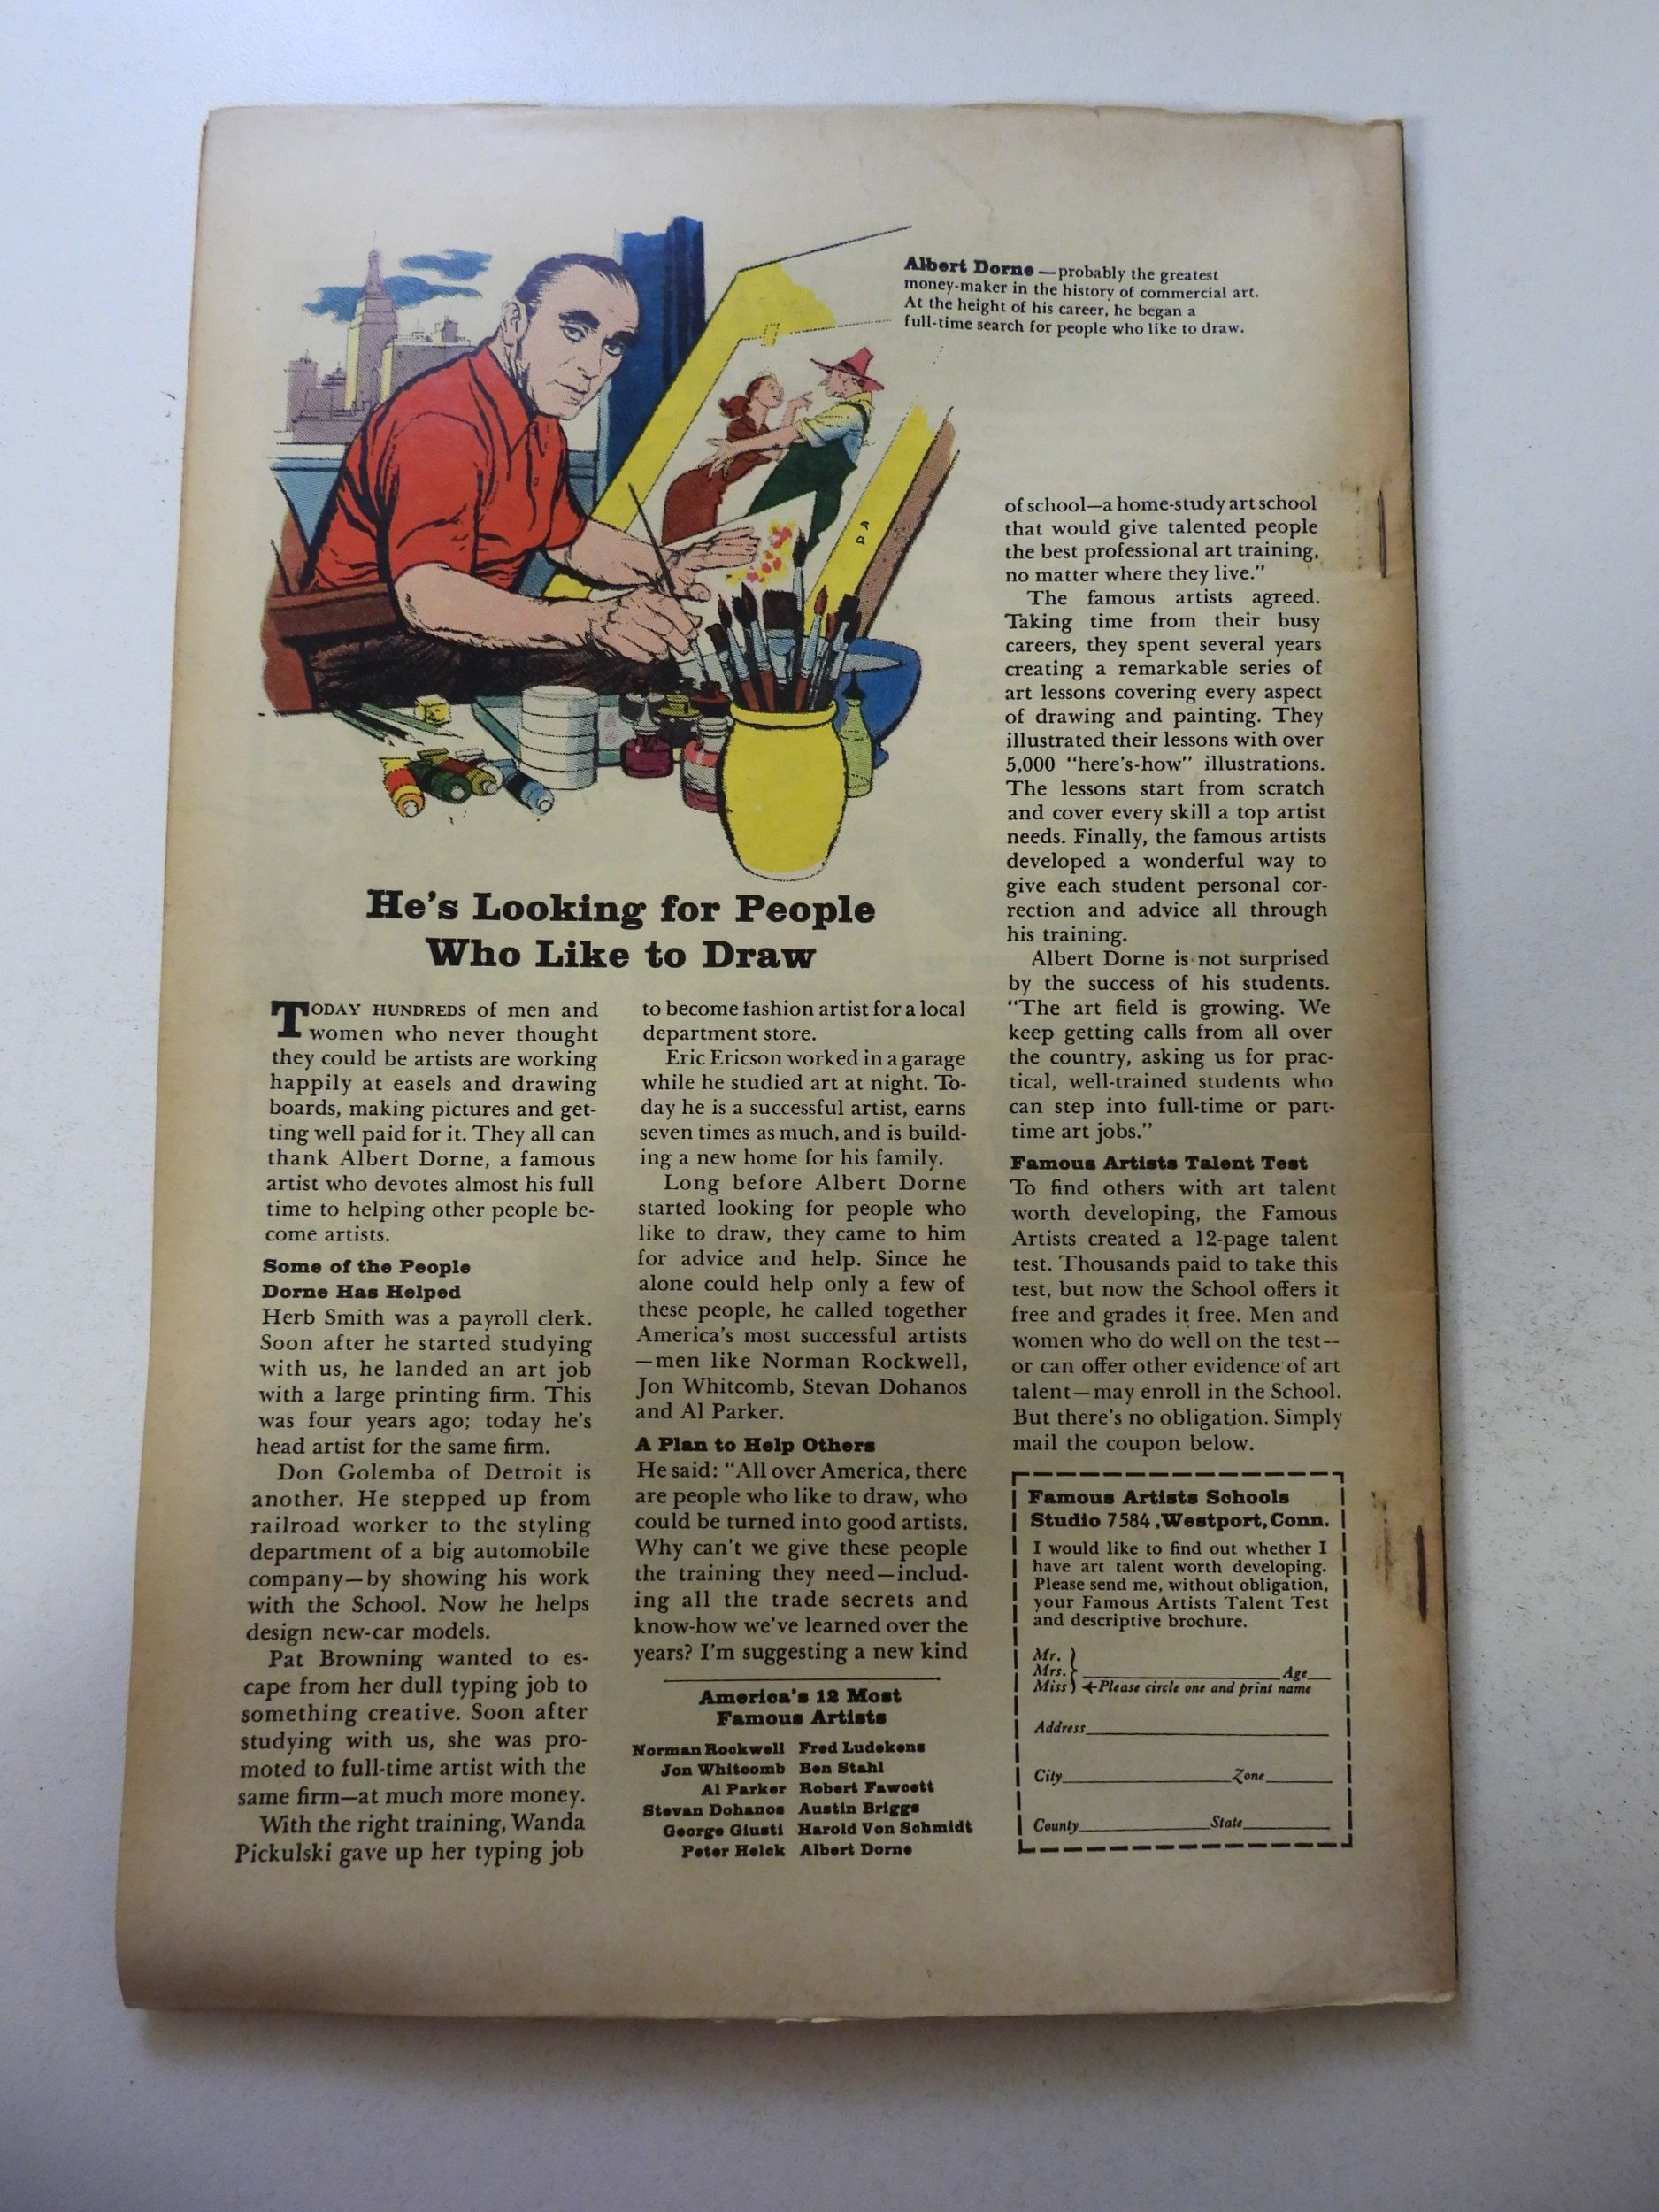 Albert Dorne—probably the greatest
money-maker in the history of commercial art.
At the height of his career, he began a
full-time search for people who like to draw.
He's Looking for People
Who Like to Draw
TODAY HUNDREDS of men and
women who never thought
they could be artists are working
happily at easels and drawing
boards, making pictures and get-
ting well paid for it. They all can
thank Albert Dorne, a famous
artist who devotes almost his full
time to helping other people be-
come artists.
Some of the People
Dorne Has Helped
Herb Smith was a payroll clerk.
Soon after he started studying
with us, he landed an art job
with a large printing firm. This
was four years ago; today he's
head artist for the same firm.
Don Golemba of Detroit is
another. He stepped up from
railroad worker to the styling
department of a big automobile
company—by showing his work
with the School. Now he helps
design new-car models.
Pat Browning wanted to es-
cape from her dull typing job to
something creative. Soon after
studying with us, she was pro-
moted to full-time artist with the
same firm—at much more money.
With the right training, Wanda
Pickulski gave up her typing job
to become fashion artist for a local
department store.
Eric Ericson worked in a garage
while he studied art at night. To-
day he is a successful artist, earns
seven times as much, and is build-
ing a new home for his family.
Long before Albert Dorne
started looking for people who
like to draw, they came to him
for advice and help. Since he
alone could help only a few of
these people, he called together
America's most successful artists
—men like Norman Rockwell,
Jon Whitcomb, Stevan Dohanos
and Al Parker.
A Plan to Help Others
He said: "All over America, there
are people who like to draw, who
could be turned into good artists.
Why can't we give these people
the training they need—includ-
ing all the trade secrets and
know-how we've learned over the
years? I'm suggesting a new kind
America's 12 Most
Famous Artists
Norman Rockwell Fred Ludekens
Jon Whitcomb Ben Stahl
Al Parker Robert Fawcett
Stevan Dohanos Austin Briggs
George Giusti Harold Von Schmidt
Peter Helck Albert Dorne
of school—a home-study art school
that would give talented people
the best professional art training,
no matter where they live."
The famous artists agreed.
Taking time from their busy
careers, they spent several years
creating a remarkable series of
art lessons covering every aspect
of drawing and painting. They
illustrated their lessons with over
5,000 "here's-how" illustrations.
The lessons start from scratch
and cover every skill a top artist
needs. Finally, the famous artists
developed a wonderful way to
give each student personal cor-
rection and advice all through
his training.
Albert Dorne is not surprised
by the success of his students.
"The art field is growing. We
keep getting calls from all over
the country, asking us for prac-
tical, well-trained students who
can step into full-time or part-
time art jobs."
Famous Artists Talent Test
To find others with art talent
worth developing, the Famous
Artists created a 12-page talent
test. Thousands paid to take this
test, but now the School offers it
free and grades it free. Men and
women who do well on the test—
or can offer other evidence of art
talent—may enroll in the School.
But there's no obligation. Simply
mail the coupon below.
Famous Artists Schools
Studio 7584, Westport, Conn.
I would like to find out whether I
have art talent worth developing.
Please send me, without obligation,
your Famous Artists Talent Test
and descriptive brochure.
Mr.
Mrs. Age
Miss ←Please circle one and print name
Address
City Zone
County State